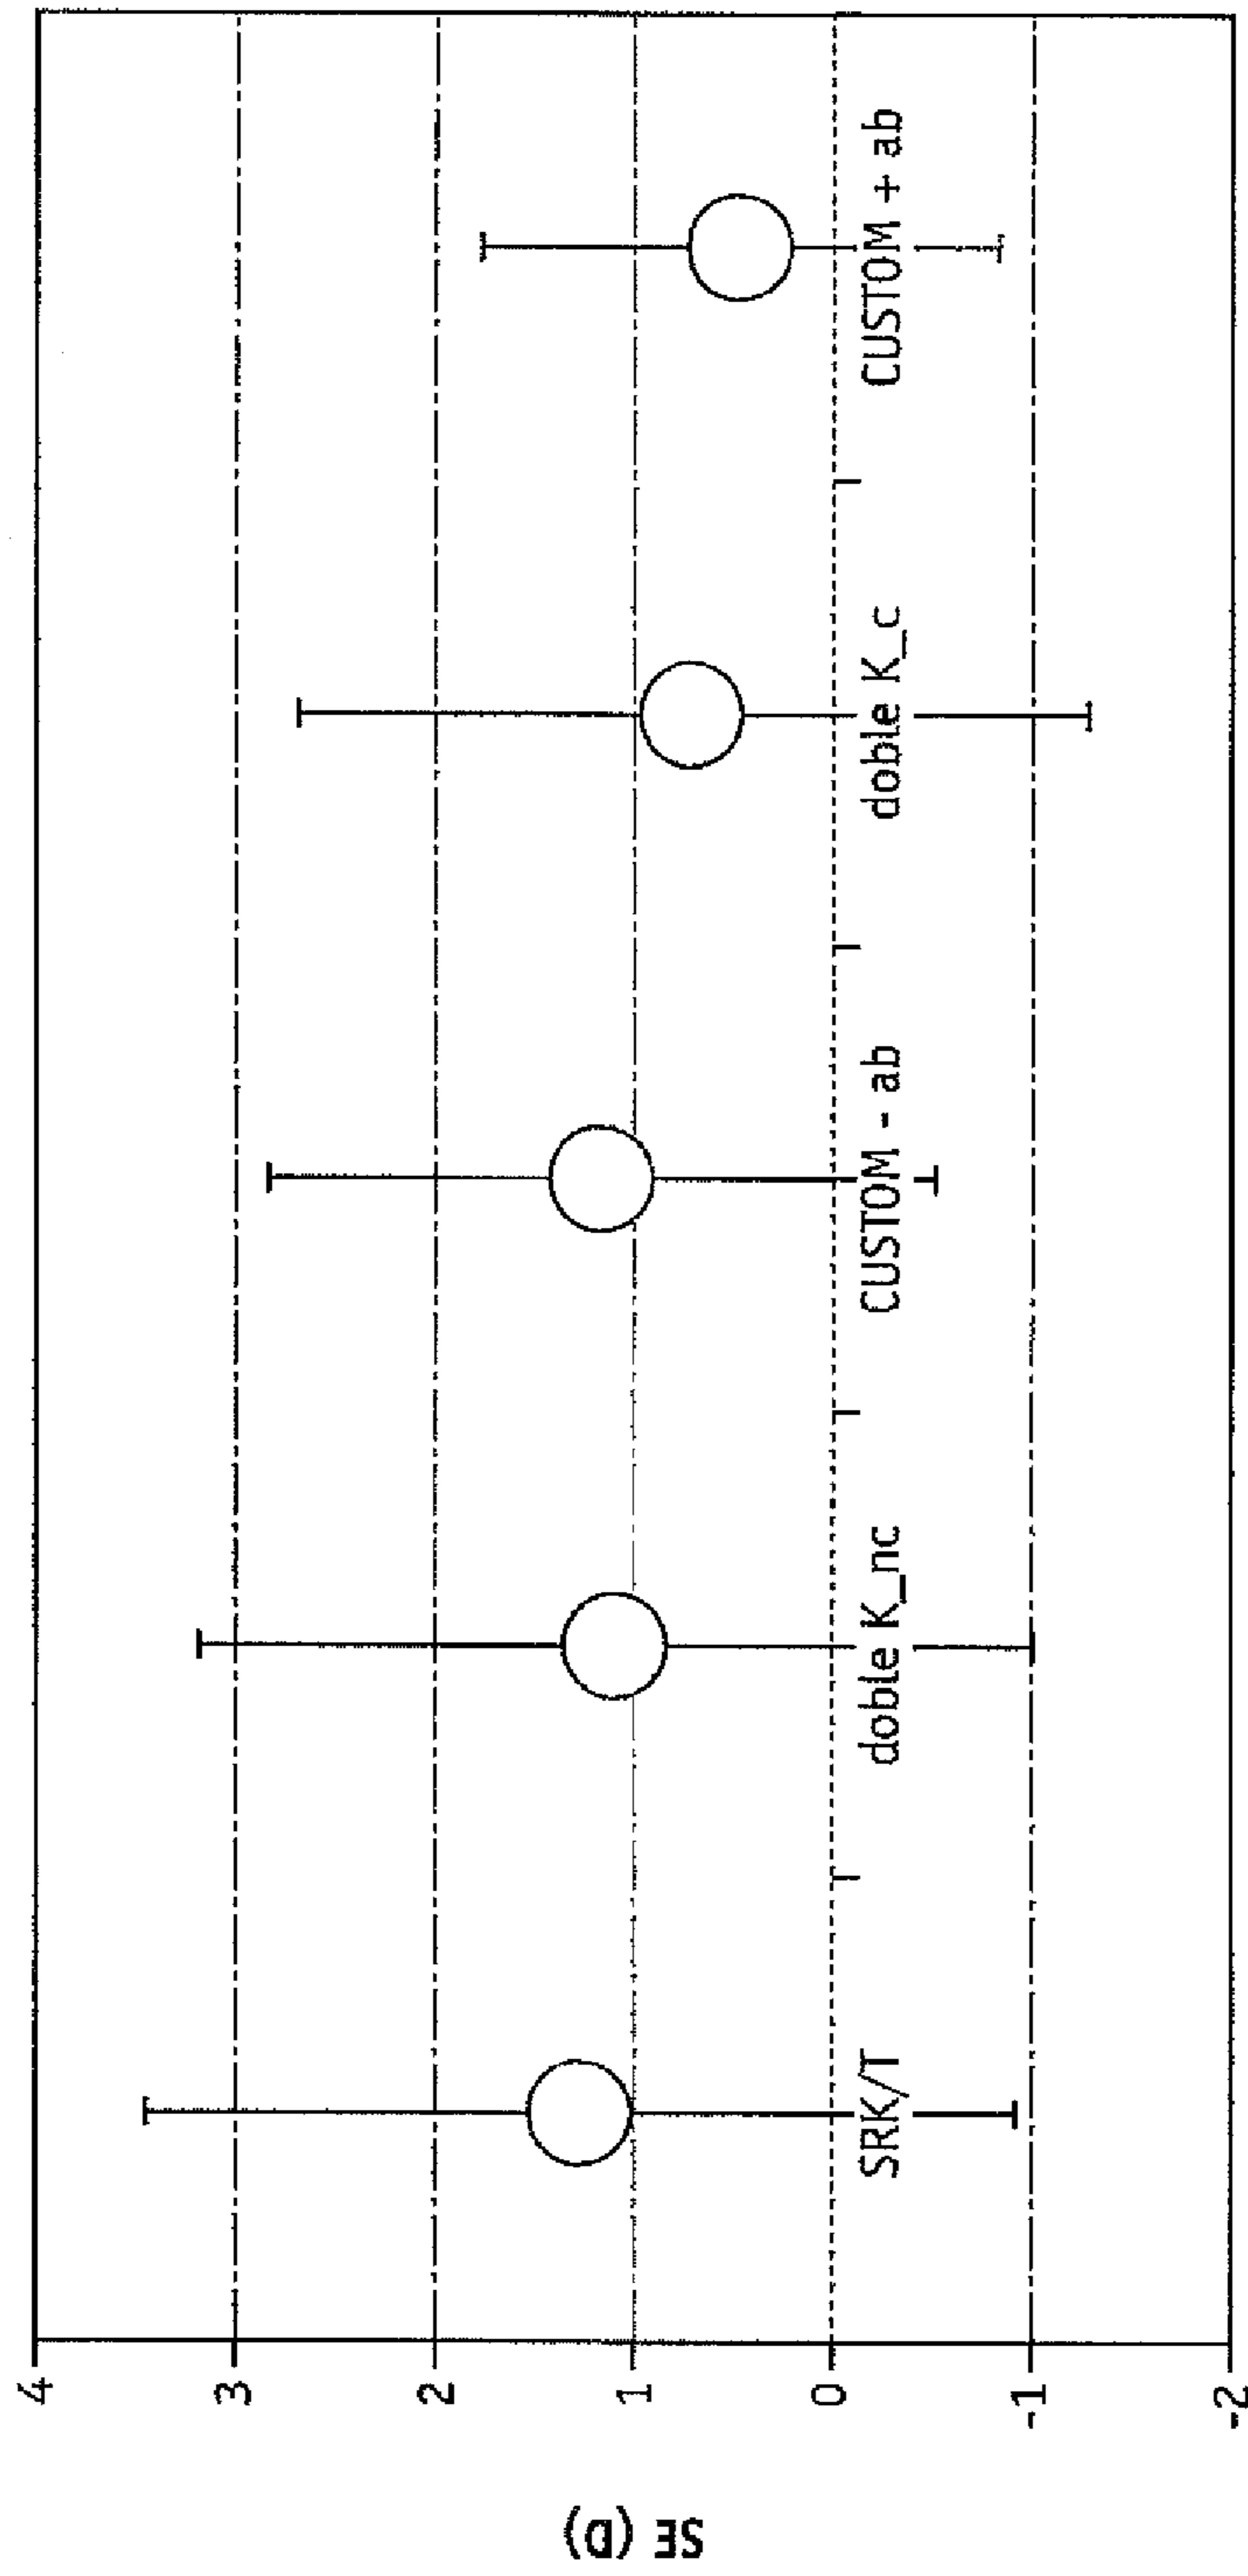 SE (D)
4
3
2
1
0
-1
-2
SRK/T
doble K_nc
CUSTOM - ab
doble K_c
CUSTOM + ab